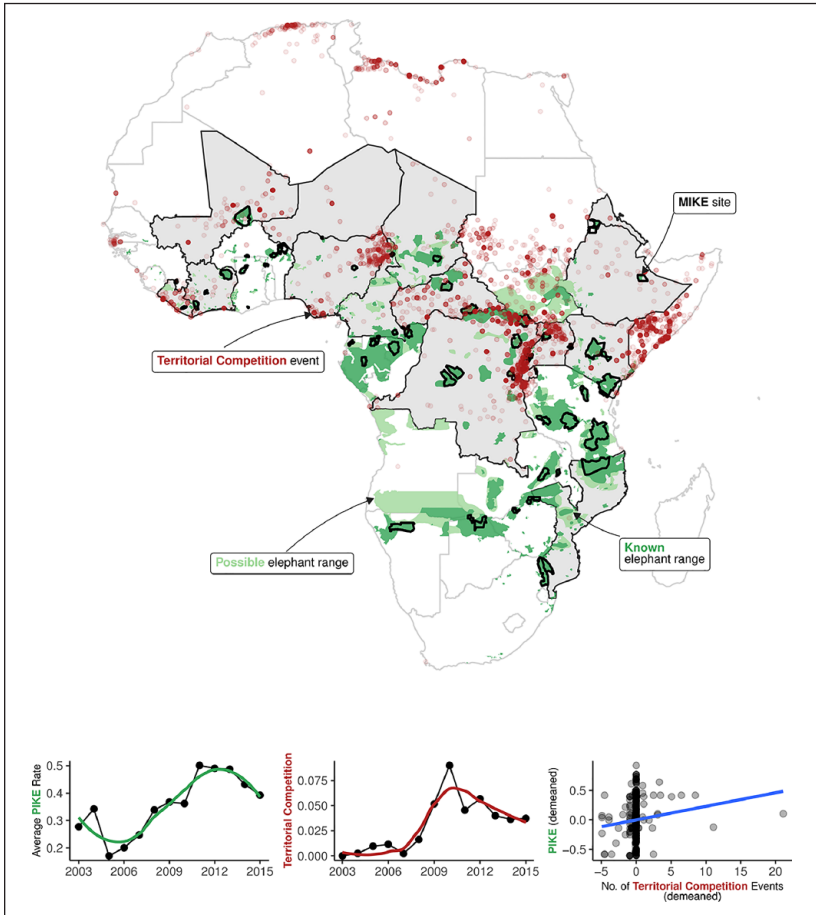 MIKE site
Territorial Competition event
Possible elephant range
Known
elephant range
Average PIKE Rate
0.5
0.4
0.3
0.2
2003
2006
2009
2012
2015
Territorial Competition
0.075
0.050
0.025
0.000
2003
2006
2009
2012
2015
PIKE (demeaned)
0.5
0.0
−0.5
−5
0
5
10
15
20
No. of Territorial Competition Events
(demeaned)